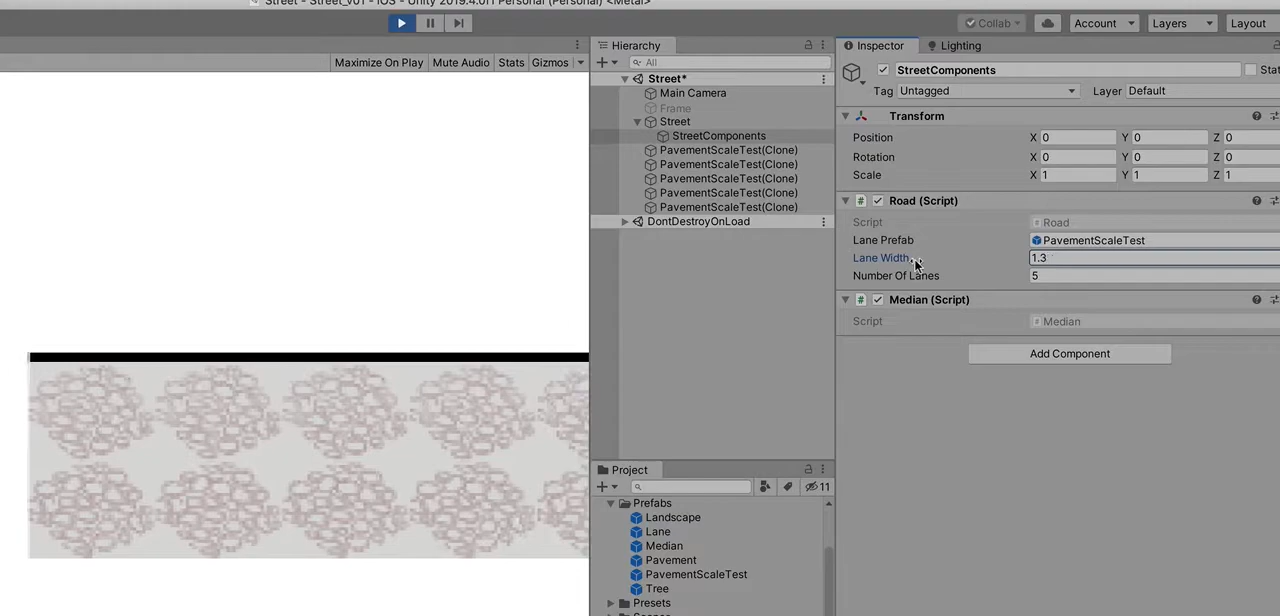 Street - Street_v01 - iOS - Unity 2019.4.0f1 Personal (Personal) <Metal>
Collab Account Layers Layout
Maximize On Play Mute Audio Stats Gizmos
Hierarchy
All
Street*
Main Camera
Frame
Street
StreetComponents
PavementScaleTest(Clone)
PavementScaleTest(Clone)
PavementScaleTest(Clone)
PavementScaleTest(Clone)
PavementScaleTest(Clone)
DontDestroyOnLoad
Project
11
Prefabs
Landscape
Lane
Median
Pavement
PavementScaleTest
Tree
Presets
Inspector Lighting
StreetComponents Stat
Tag Untagged Layer Default
Transform
Position X 0 Y 0 Z 0
Rotation X 0 Y 0 Z 0
Scale X 1 Y 1 Z 1
Road (Script)
Script Road
Lane Prefab PavementScaleTest
Lane Width 1.3
Number Of Lanes 5
Median (Script)
Script Median
Add Component